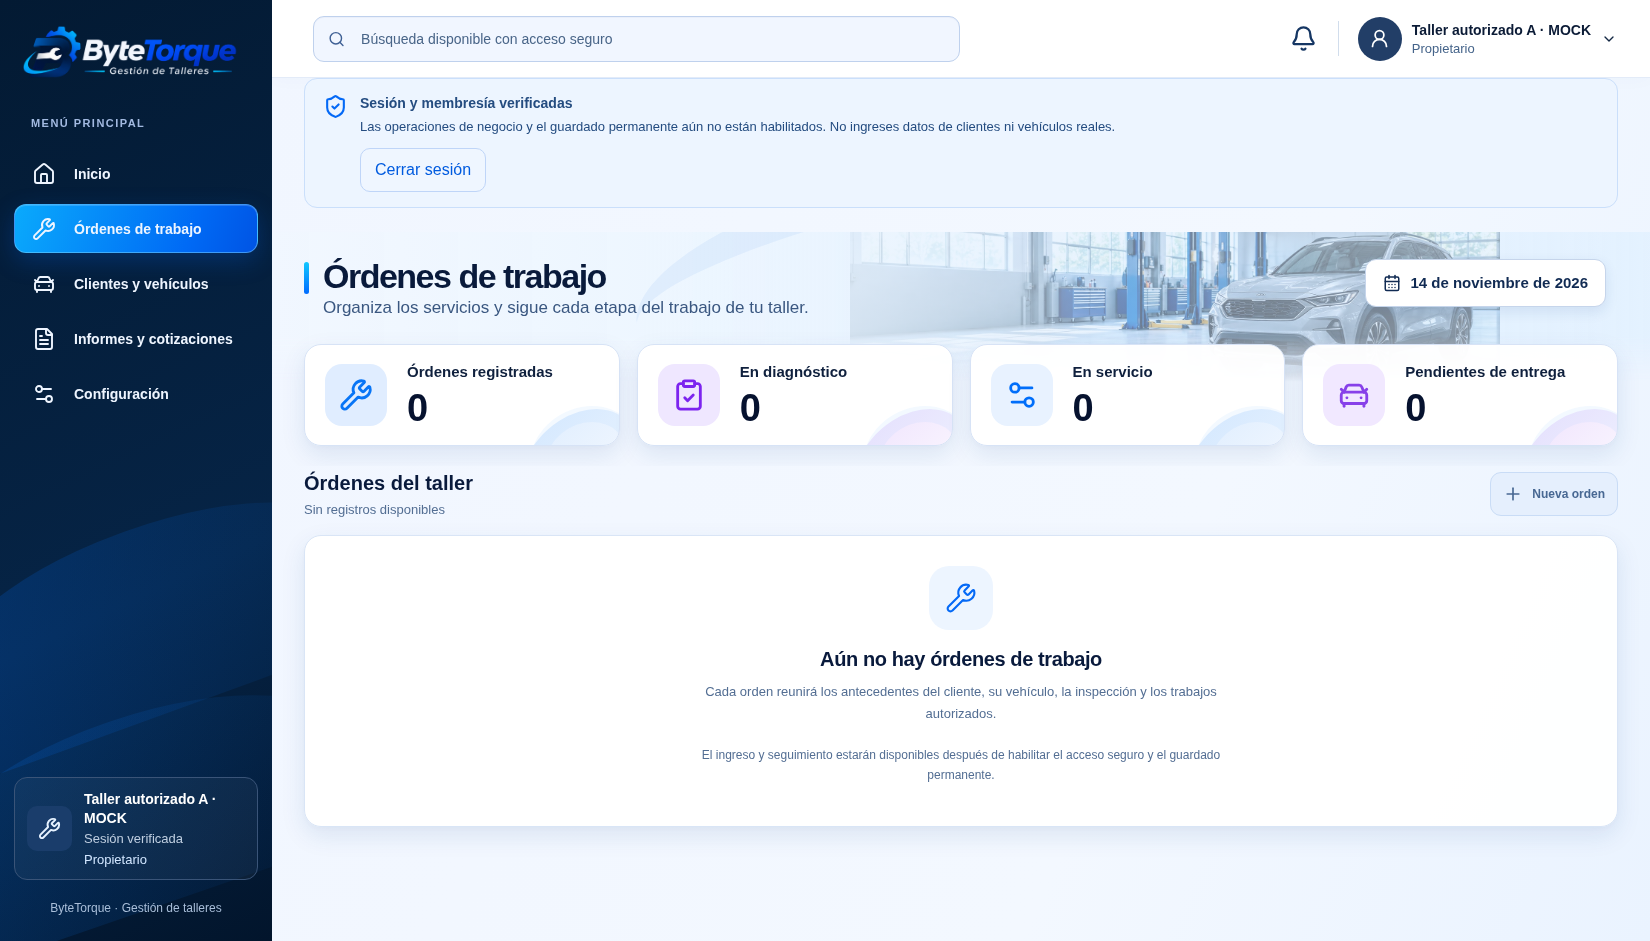 ByteTorque
Gestión de Talleres
MENÚ PRINCIPAL
Inicio
Órdenes de trabajo
Clientes y vehículos
Informes y cotizaciones
Configuración
Taller autorizado A ·
MOCK
Sesión verificada
Propietario
ByteTorque · Gestión de talleres
Búsqueda disponible con acceso seguro
Taller autorizado A · MOCK
Propietario
Sesión y membresía verificadas
Las operaciones de negocio y el guardado permanente aún no están habilitados. No ingreses datos de clientes ni vehículos reales.
Cerrar sesión
Órdenes de trabajo
Organiza los servicios y sigue cada etapa del trabajo de tu taller.
14 de noviembre de 2026
Órdenes registradas
0
En diagnóstico
0
En servicio
0
Pendientes de entrega
0
Órdenes del taller
Sin registros disponibles
Nueva orden
Aún no hay órdenes de trabajo
Cada orden reunirá los antecedentes del cliente, su vehículo, la inspección y los trabajos
autorizados.
El ingreso y seguimiento estarán disponibles después de habilitar el acceso seguro y el guardado
permanente.